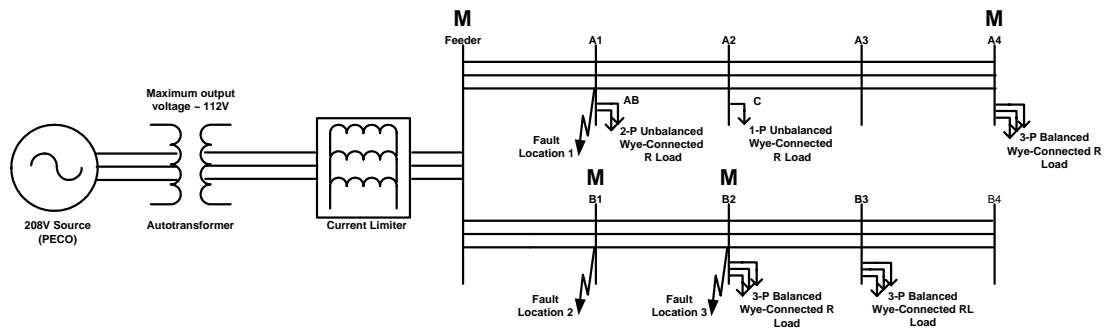 M
M
Feeder
A1
A2
A3
A4
Maximum output
voltage ~ 112V
AB
C
Fault
Location 1
2-P Unbalanced
Wye-Connected
R Load
1-P Unbalanced
Wye-Connected
R Load
3-P Balanced
Wye-Connected R
Load
M
M
B1
B2
B3
B4
208V Source
(PECO)
Autotransformer
Current Limiter
Fault
Location 2
Fault
Location 3
3-P Balanced
Wye-Connected R
Load
3-P Balanced
Wye-Connected RL
Load